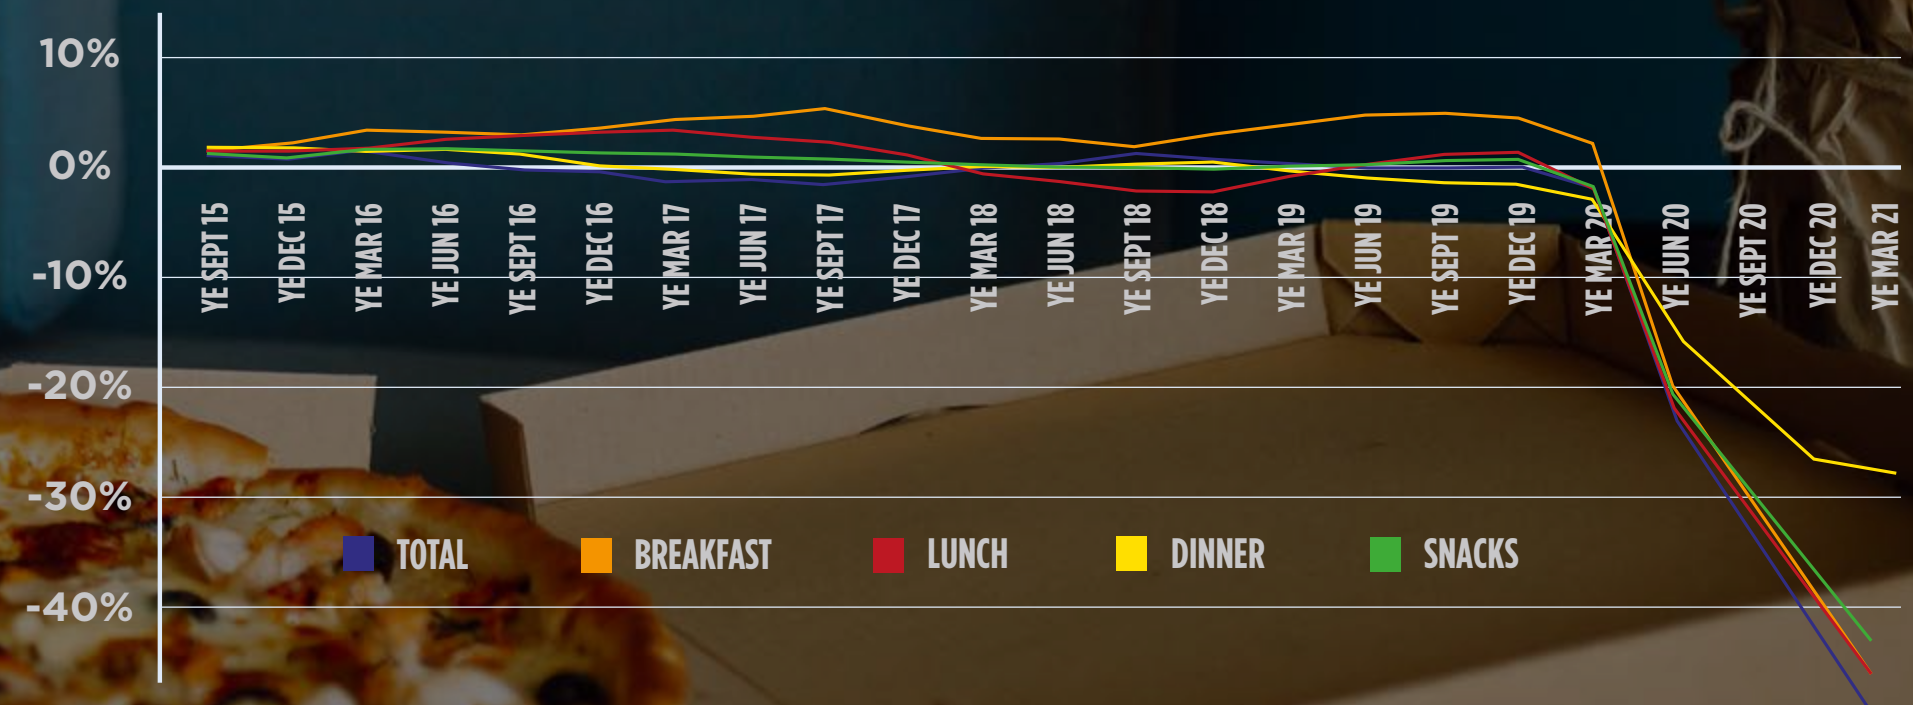 10%
0%
-10%
-20%
-30%
-40%
YE SEPT 15
YE DEC 15
YE MAR 16
YE JUN 16
YE SEPT 16
YE DEC 16
YE MAR 17
YE JUN 17
YE SEPT 17
YE DEC 17
YE MAR 18
YE JUN 18
YE SEPT 18
YE DEC 18
YE MAR 19
YE JUN 19
YE SEPT 19
YE DEC 19
YE MAR 20
YE JUN 20
YE SEPT 20
YE DEC 20
YE MAR 21
TOTAL
BREAKFAST
LUNCH
DINNER
SNACKS